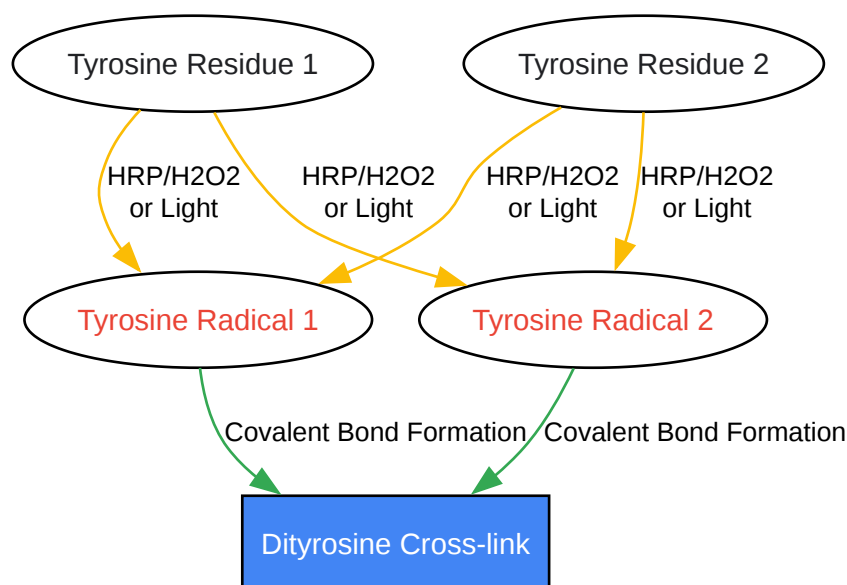 Tyrosine Residue 1
Tyrosine Residue 2
HRP/H2O2
or Light
HRP/H2O2
or Light
HRP/H2O2
or Light
HRP/H2O2
or Light
Tyrosine Radical 1
Tyrosine Radical 2
Covalent Bond Formation
Covalent Bond Formation
Dityrosine Cross-link